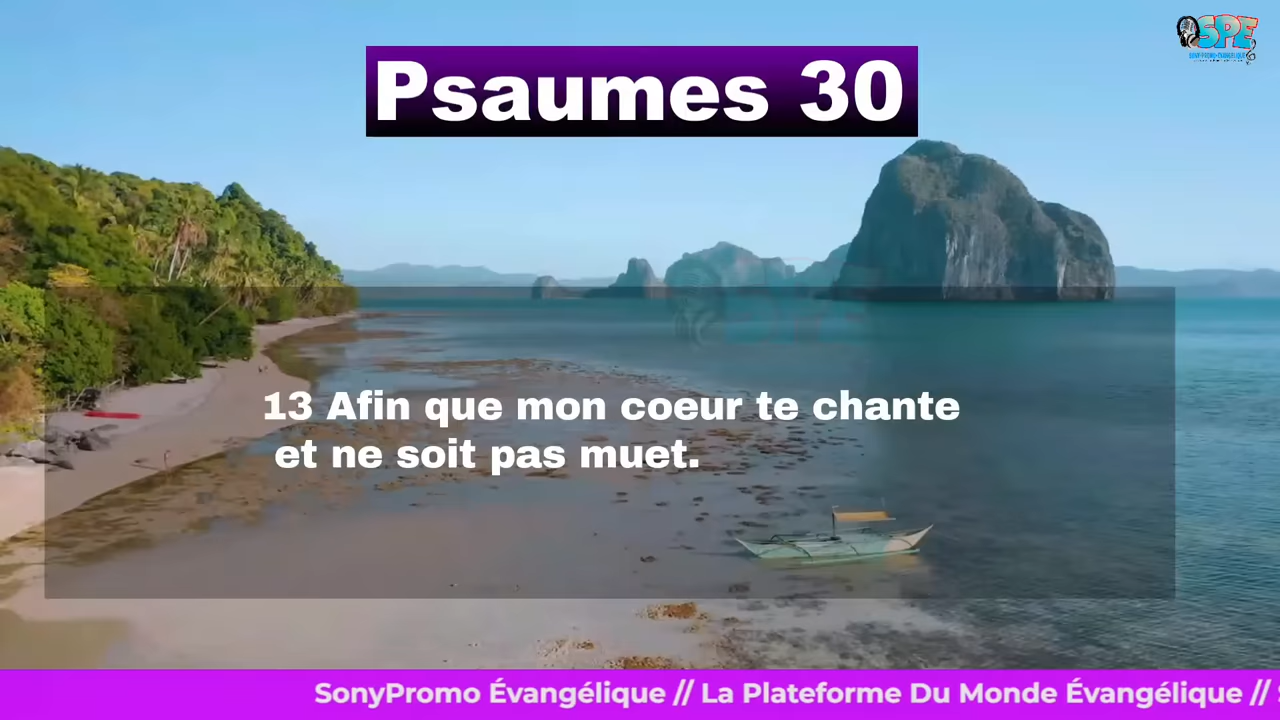 SPE
Psaumes 30
13 Afin que mon coeur te chante
et ne soit pas muet.
SonyPromo Évangélique // La Plateforme Du Monde Évangélique //